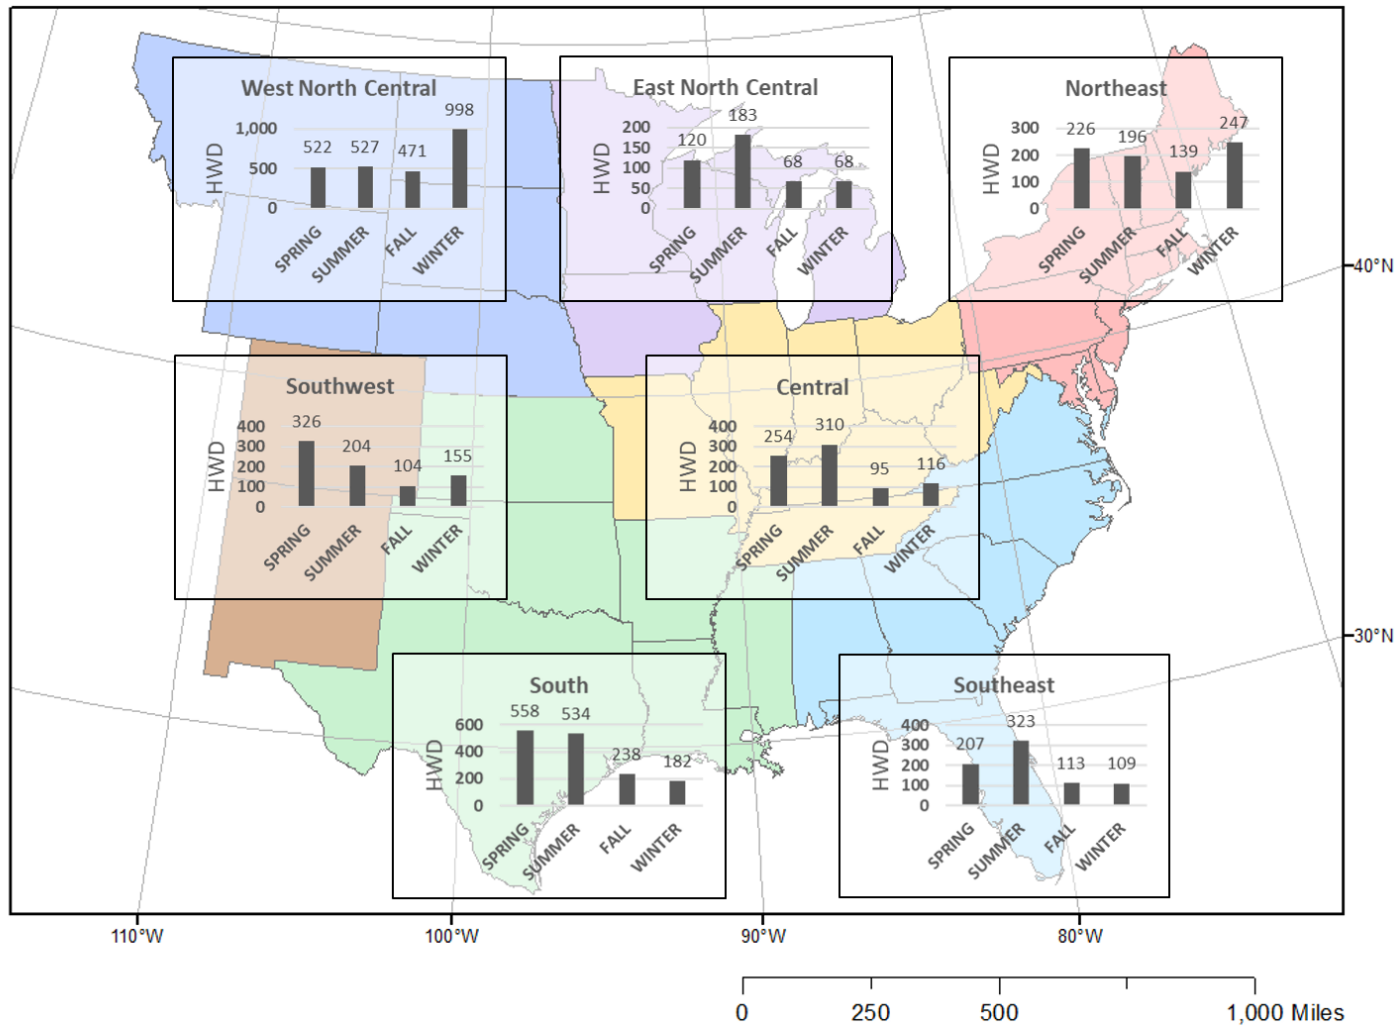 West North Central
HWD
1,000
500
0
522
527
471
998
SPRING
SUMMER
FALL
WINTER
East North Central
HWD
200
150
100
50
0
120
183
68
68
SPRING
SUMMER
FALL
WINTER
Northeast
HWD
300
200
100
0
226
196
139
247
SPRING
SUMMER
FALL
WINTER
40°N
Southwest
HWD
400
300
200
100
0
326
204
104
155
SPRING
SUMMER
FALL
WINTER
Central
HWD
400
300
200
100
0
254
310
95
116
SPRING
SUMMER
FALL
WINTER
30°N
South
HWD
600
400
200
0
558
534
238
182
SPRING
SUMMER
FALL
WINTER
Southeast
HWD
400
300
200
100
0
207
323
113
109
SPRING
SUMMER
FALL
WINTER
110°W 100°W 90°W 80°W
0 250 500 1,000 Miles